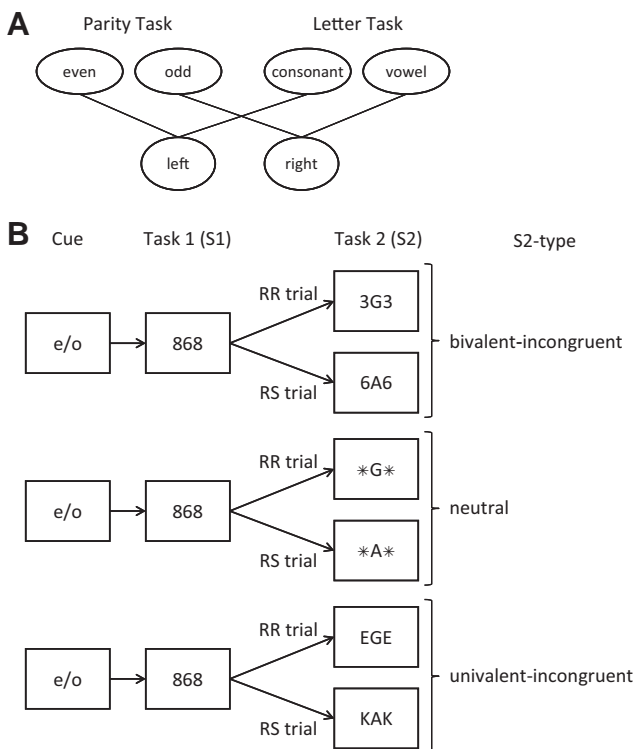 A
Parity Task Letter Task
even odd consonant vowel
left right
B
Cue Task 1 (S1) Task 2 (S2) S2-type
RR trial 3G3
e/o 868 bivalent-incongruent
RS trial 6A6
RR trial ✳G✳
e/o 868 neutral
RS trial ✳A✳
RR trial EGE
e/o 868 univalent-incongruent
RS trial KAK